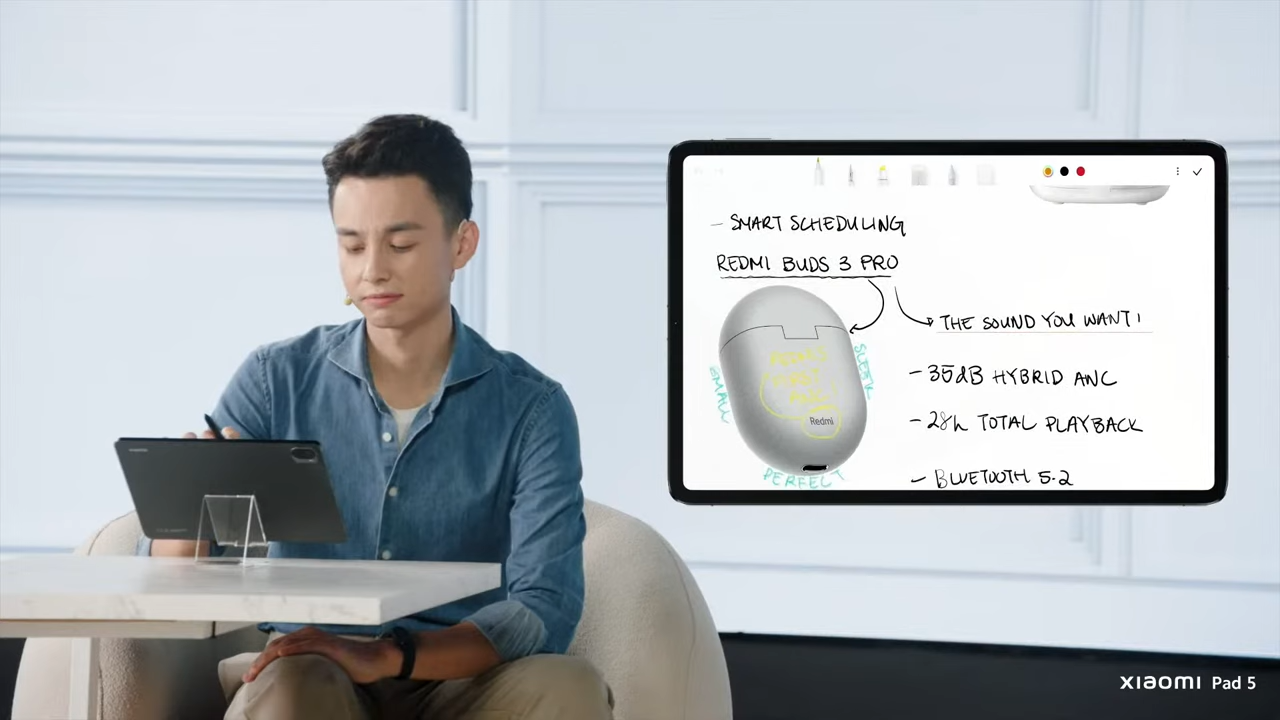 - SMART SCHEDULING
REDMI BUDS 3 PRO
THE SOUND YOU WANT!
- 35dB HYBRID ANC
- 28h TOTAL PLAYBACK
- BLUETOOTH 5.2
SMALL
SLEEK
PERFECT
Redmi
xiaomi Pad 5